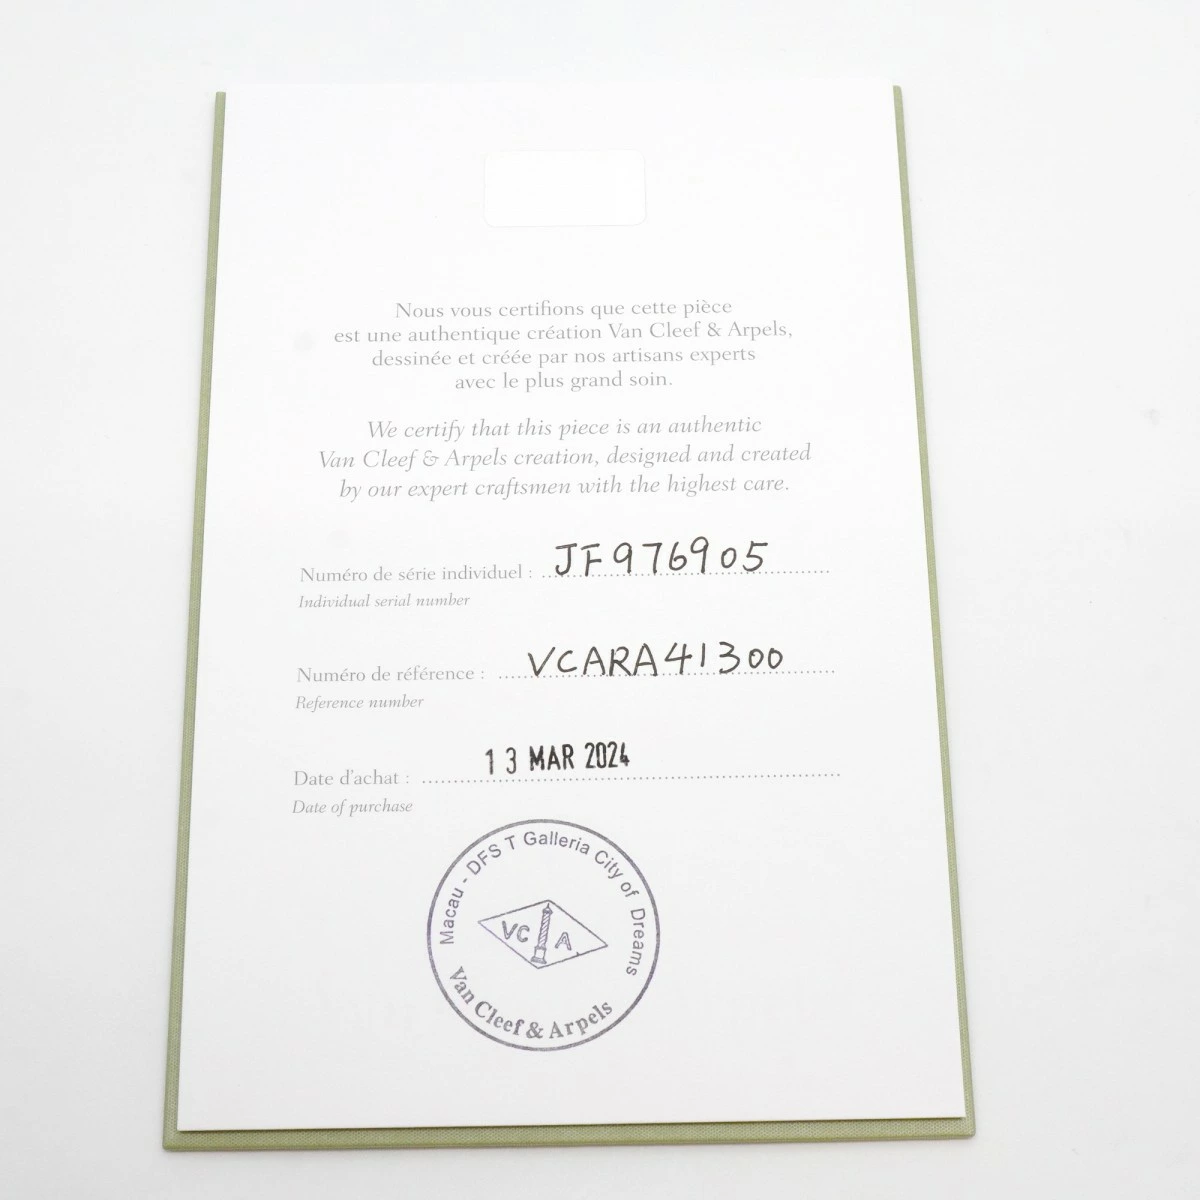 Nous vous certifions que cette pièce
est une authentique création Van Cleef & Arpels,
dessinée et créée par nos artisans experts
avec le plus grand soin.
We certify that this piece is an authentic
Van Cleef & Arpels creation, designed and created
by our expert craftsmen with the highest care.
Numéro de série individuel : JF976905
Individual serial number
Numéro de référence : VCARA41300
Reference number
Date d'achat : 13 MAR 2024
Date of purchase
Macau - DFS T Galleria City of Dreams
VC A
Van Cleef & Arpels